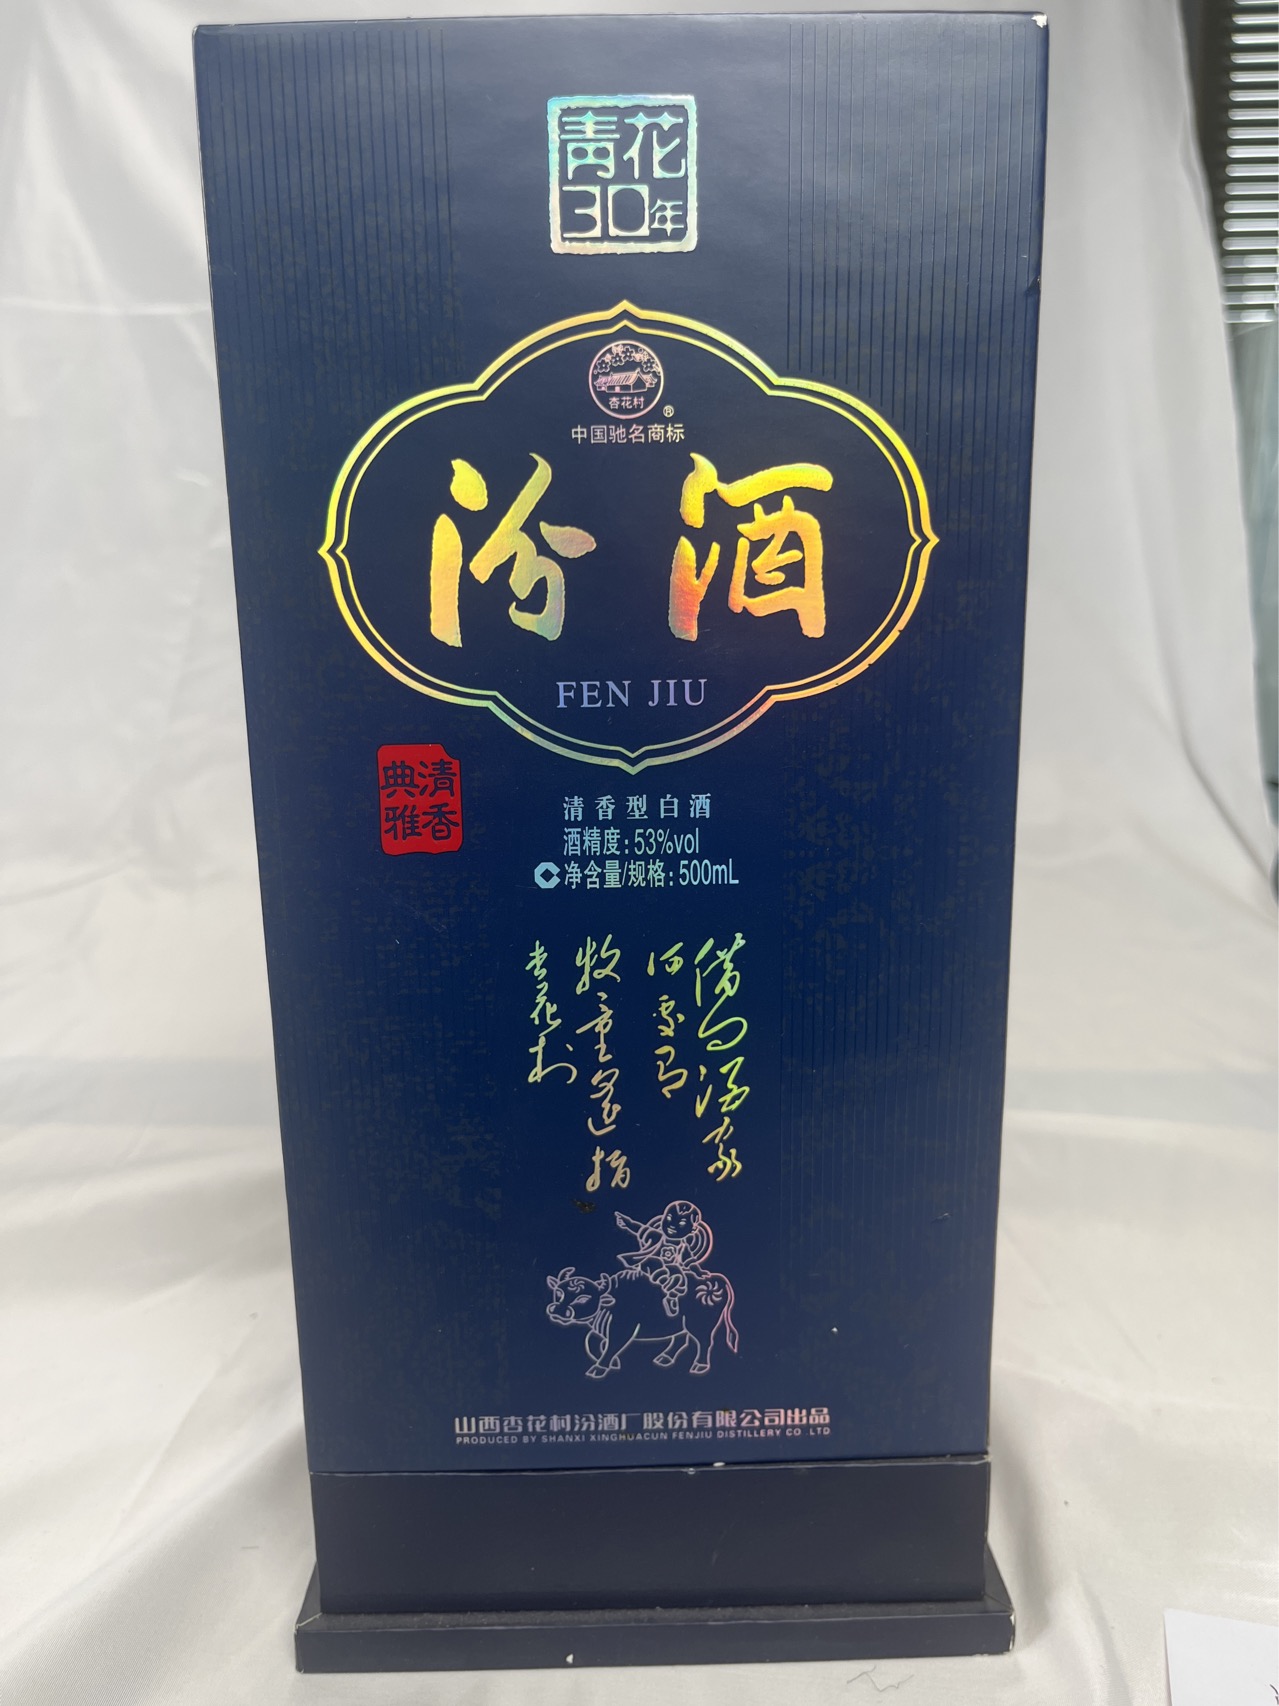 青花
30年
杏花村
®
中国驰名商标
汾酒
FEN JIU
清香
典雅
清香型白酒
酒精度:53%vol
净含量/规格:500mL
借问酒家
何处有
牧童遥指
杏花村
山西杏花村汾酒厂股份有限公司出品
PRODUCED BY SHANXI XINGHUACUN FENJIU DISTILLERY CO .LTD